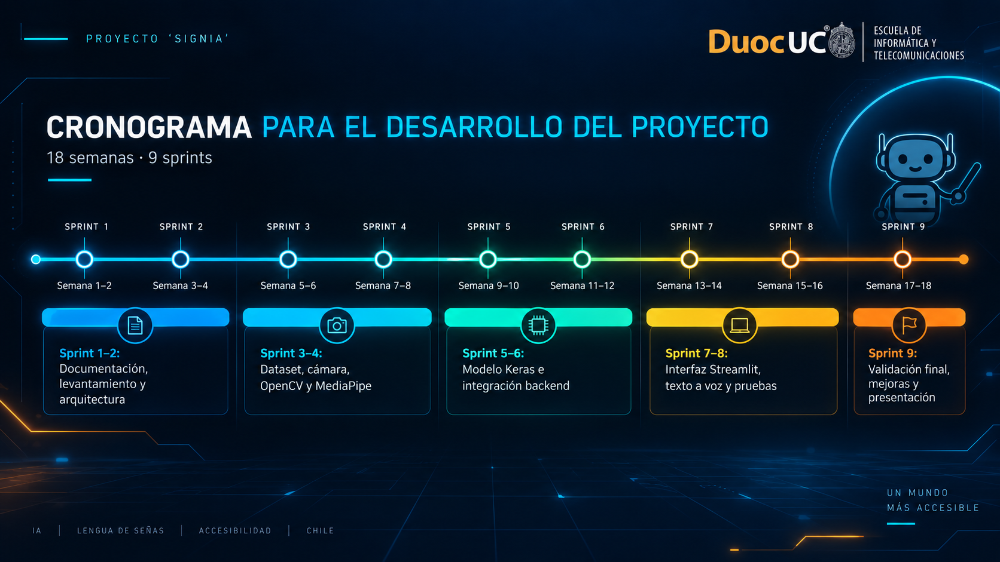 PROYECTO ‘SIGNIA’
DuocUC®
ESCUELA DE
INFORMÁTICA Y
TELECOMUNICACIONES
CRONOGRAMA PARA EL DESARROLLO DEL PROYECTO
18 semanas · 9 sprints
SPRINT 1
SPRINT 2
SPRINT 3
SPRINT 4
SPRINT 5
SPRINT 6
SPRINT 7
SPRINT 8
SPRINT 9
Semana 1–2
Semana 3–4
Semana 5–6
Semana 7–8
Semana 9–10
Semana 11–12
Semana 13–14
Semana 15–16
Semana 17–18
Sprint 1–2:
Documentación,
levantamiento y
arquitectura
Sprint 3–4:
Dataset, cámara,
OpenCV y MediaPipe
Sprint 5–6:
Modelo Keras e
integración backend
Sprint 7–8:
Interfaz Streamlit,
texto a voz y pruebas
Sprint 9:
Validación final,
mejoras y
presentación
UN MUNDO
MÁS ACCESIBLE
IA | LENGUA DE SEÑAS | ACCESIBILIDAD | CHILE